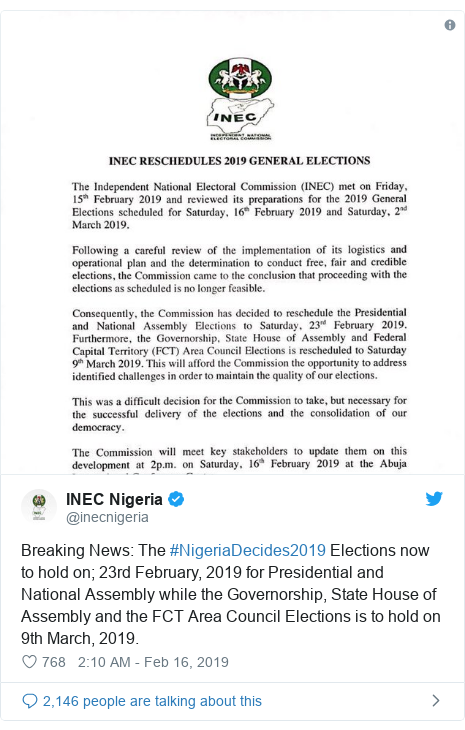 INEC
INDEPENDENT NATIONAL
ELECTORAL COMMISSION
INEC RESCHEDULES 2019 GENERAL ELECTIONS
The Independent National Electoral Commission (INEC) met on Friday,
15th February 2019 and reviewed its preparations for the 2019 General
Elections scheduled for Saturday, 16th February 2019 and Saturday, 2nd
March 2019.
Following a careful review of the implementation of its logistics and
operational plan and the determination to conduct free, fair and credible
elections, the Commission came to the conclusion that proceeding with the
elections as scheduled is no longer feasible.
Consequently, the Commission has decided to reschedule the Presidential
and National Assembly Elections to Saturday, 23rd February 2019.
Furthermore, the Governorship, State House of Assembly and Federal
Capital Territory (FCT) Area Council Elections is rescheduled to Saturday
9th March 2019. This will afford the Commission the opportunity to address
identified challenges in order to maintain the quality of our elections.
This was a difficult decision for the Commission to take, but necessary for
the successful delivery of the elections and the consolidation of our
democracy.
The Commission will meet key stakeholders to update them on this
development at 2p.m. on Saturday, 16th February 2019 at the Abuja
INEC Nigeria
@inecnigeria
Breaking News: The #NigeriaDecides2019 Elections now
to hold on; 23rd February, 2019 for Presidential and
National Assembly while the Governorship, State House of
Assembly and the FCT Area Council Elections is to hold on
9th March, 2019.
768 2:10 AM - Feb 16, 2019
2,146 people are talking about this